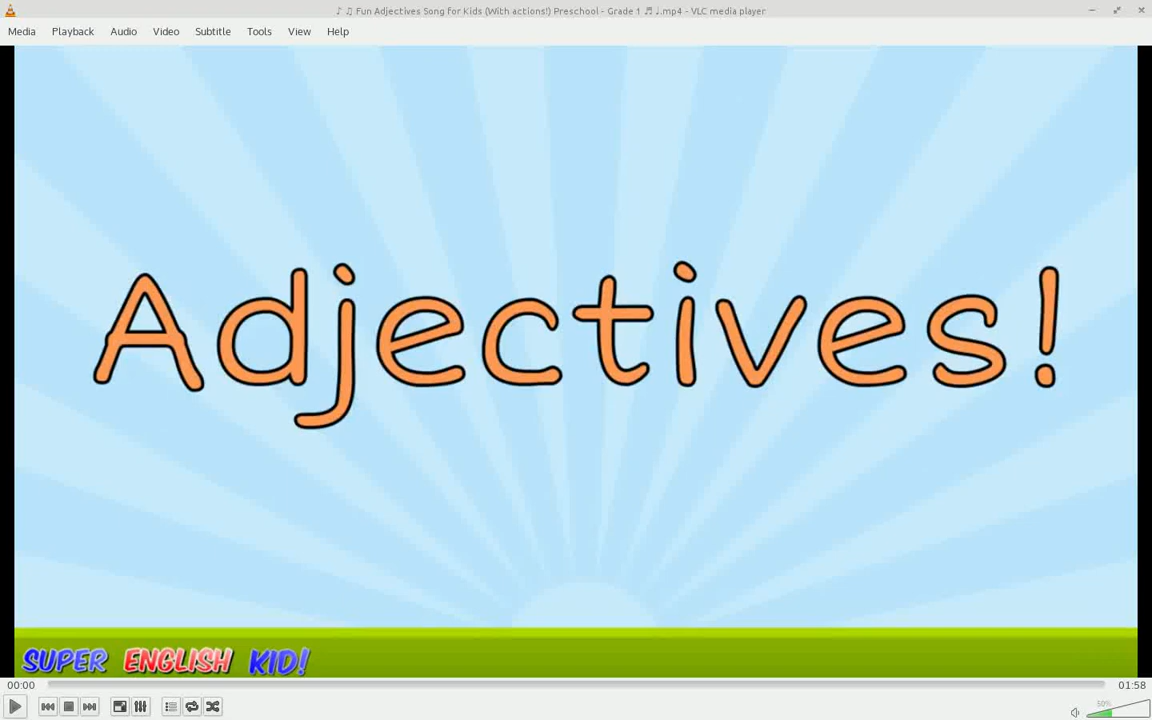 ♪ ♫ Fun Adjectives Song for Kids (With actions!) Preschool - Grade 1 ♬ ♩.mp4 - VLC media player
Media Playback Audio Video Subtitle Tools View Help
Adjectives!
SUPER ENGLISH KID!
00:00 01:58
50%